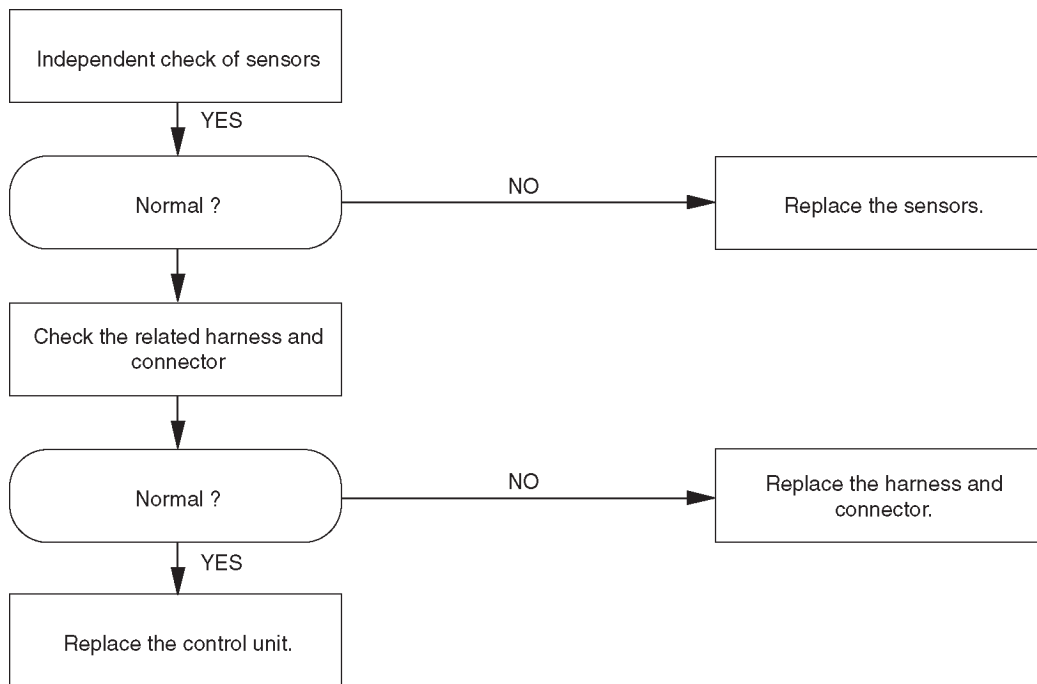 Independent check of sensors
YES
Normal ?
NO
Replace the sensors.
Check the related harness and
connector
Normal ?
NO
Replace the harness and
connector.
YES
Replace the control unit.